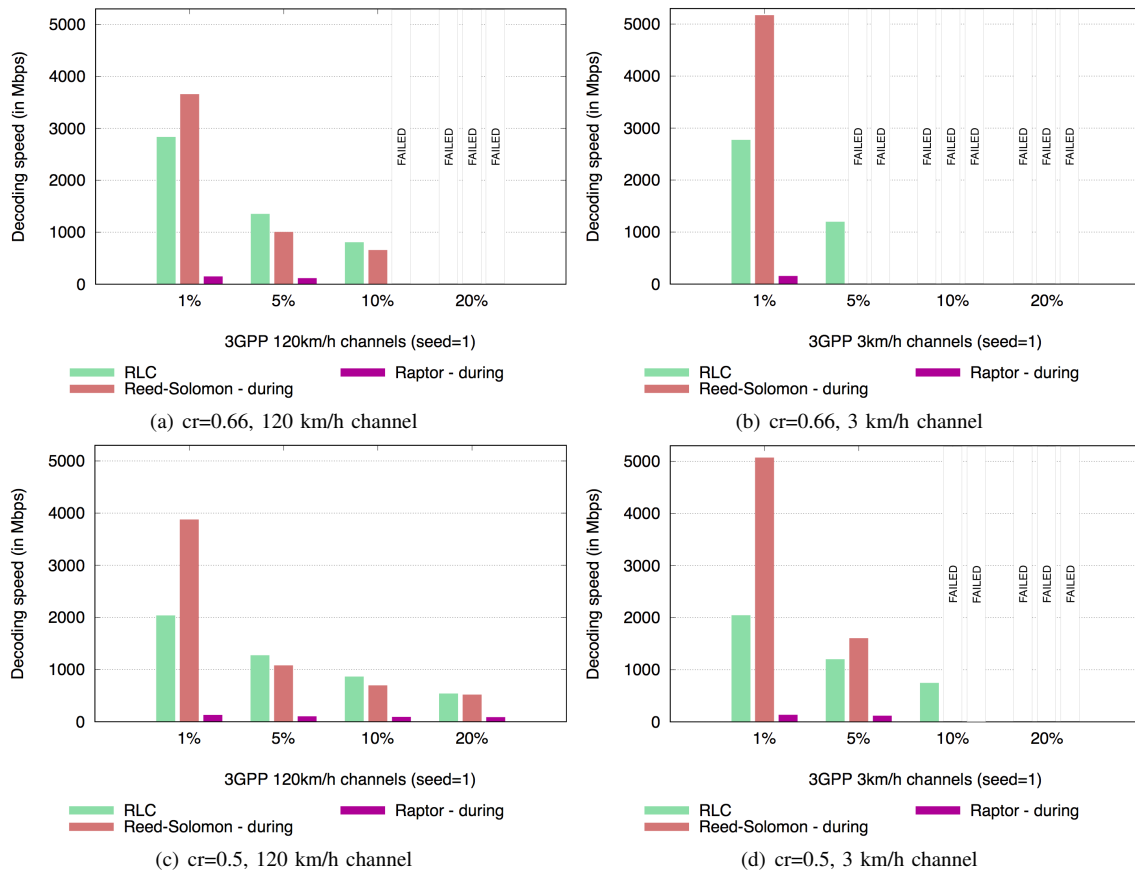 Decoding speed (in Mbps)
5000
4000
3000
2000
1000
0
FAILED
FAILED
FAILED
FAILED
1%
5%
10%
20%
3GPP 120km/h channels (seed=1)
RLC
Raptor - during
Reed-Solomon - during
(a) cr=0.66, 120 km/h channel
Decoding speed (in Mbps)
5000
4000
3000
2000
1000
0
FAILED
FAILED
FAILED
FAILED
FAILED
FAILED
FAILED
FAILED
1%
5%
10%
20%
3GPP 3km/h channels (seed=1)
RLC
Raptor - during
Reed-Solomon - during
(b) cr=0.66, 3 km/h channel
Decoding speed (in Mbps)
5000
4000
3000
2000
1000
0
1%
5%
10%
20%
3GPP 120km/h channels (seed=1)
RLC
Raptor - during
Reed-Solomon - during
(c) cr=0.5, 120 km/h channel
Decoding speed (in Mbps)
5000
4000
3000
2000
1000
0
FAILED
FAILED
FAILED
FAILED
FAILED
1%
5%
10%
20%
3GPP 3km/h channels (seed=1)
RLC
Raptor - during
Reed-Solomon - during
(d) cr=0.5, 3 km/h channel